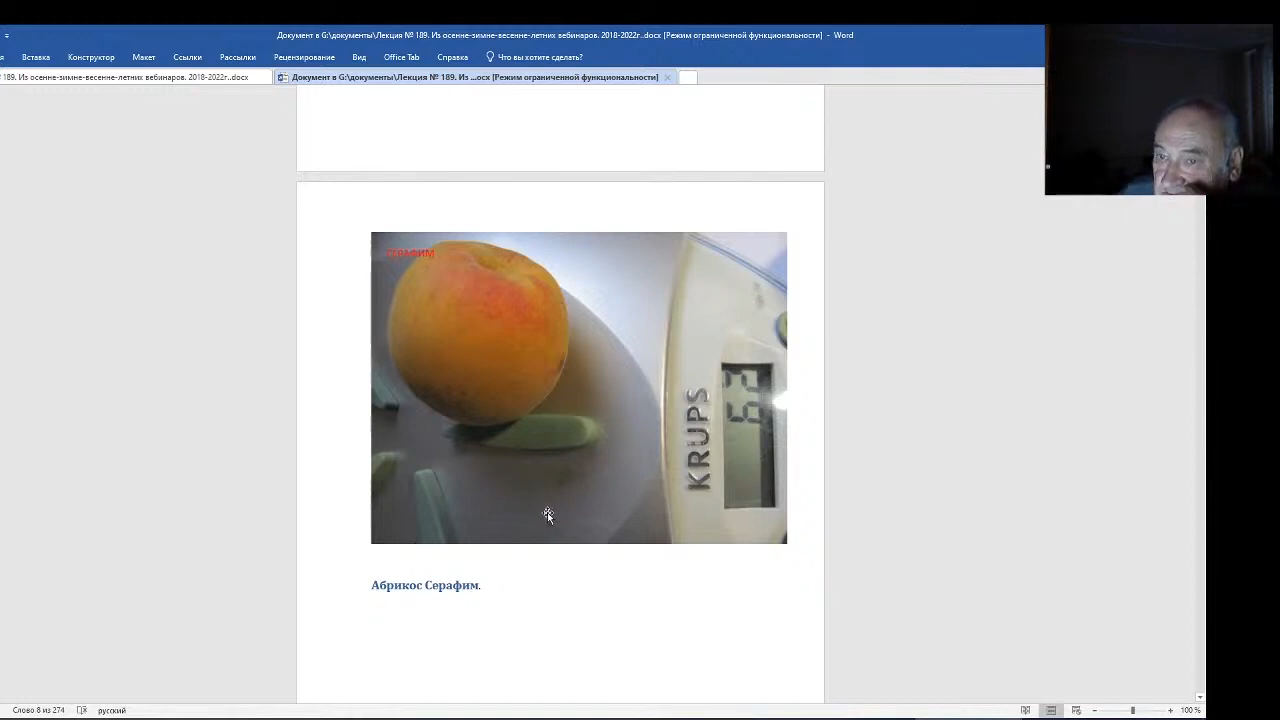 Документ в G:\документы\Лекция № 189. Из осенне-зимне-весенне-летних вебинаров. 2018-2022г..docx [Режим ограниченной функциональности] - Word
я Вставка Конструктор Макет Ссылки Рассылки Рецензирование Вид Office Tab Справка Что вы хотите сделать?
189. Из осенне-зимне-весенне-летних вебинаров. 2018-2022г..docx
Документ в G:\документы\Лекция № 189. Из ...осх [Режим ограниченной функциональности]
СЕРАФИМ
KRUPS
63
Абрикос Серафим.
Слово 8 из 274 русский 100 %